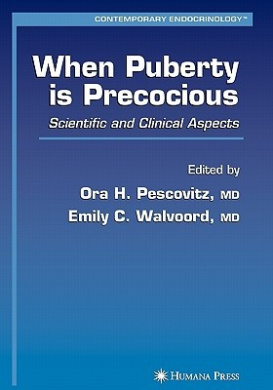 CONTEMPORARY ENDOCRINOLOGY™
When Puberty
is Precocious
Scientific and Clinical Aspects
Edited by
Ora H. Pescovitz, MD
Emily C. Walvoord, MD
HUMANA PRESS